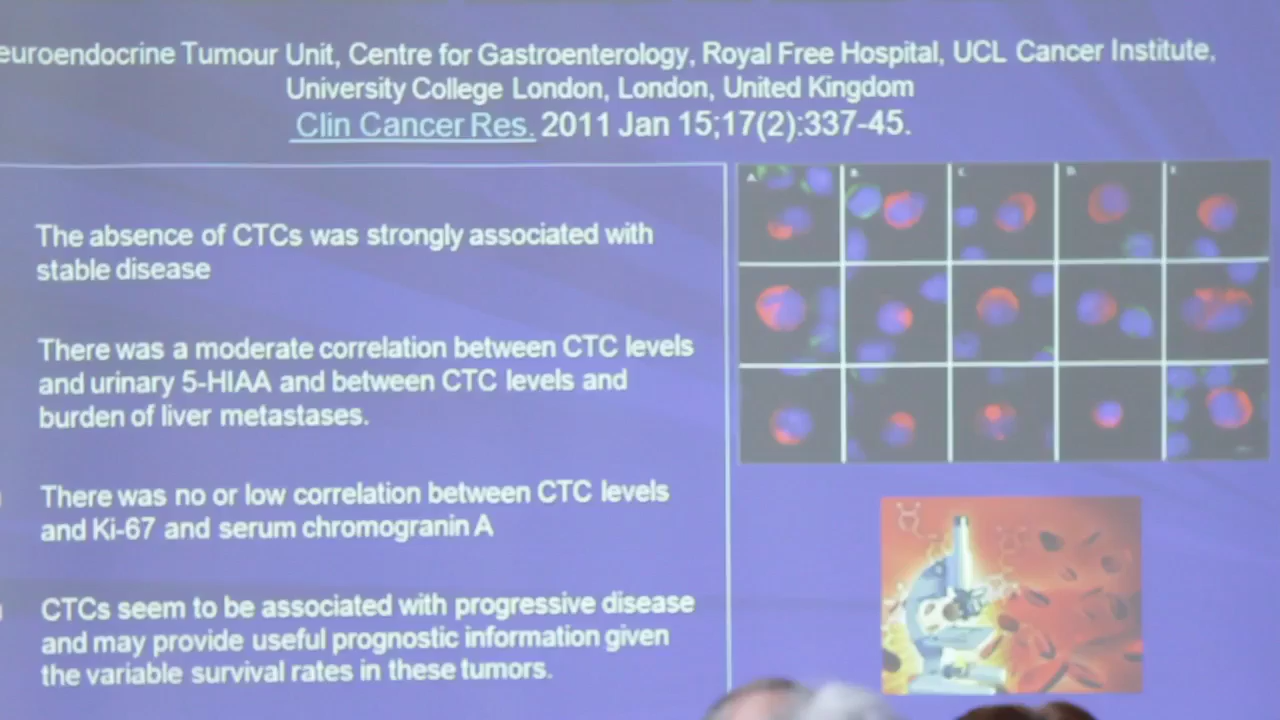 euroendocrine Tumour Unit, Centre for Gastroenterology, Royal Free Hospital, UCL Cancer Institute,
University College London, London, United Kingdom
Clin Cancer Res. 2011 Jan 15;17(2):337-45.
The absence of CTCs was strongly associated with
stable disease
There was a moderate correlation between CTC levels
and urinary 5-HIAA and between CTC levels and
burden of liver metastases.
There was no or low correlation between CTC levels
and Ki-67 and serum chromogranin A
CTCs seem to be associated with progressive disease
and may provide useful prognostic information given
the variable survival rates in these tumors.
A B C D E